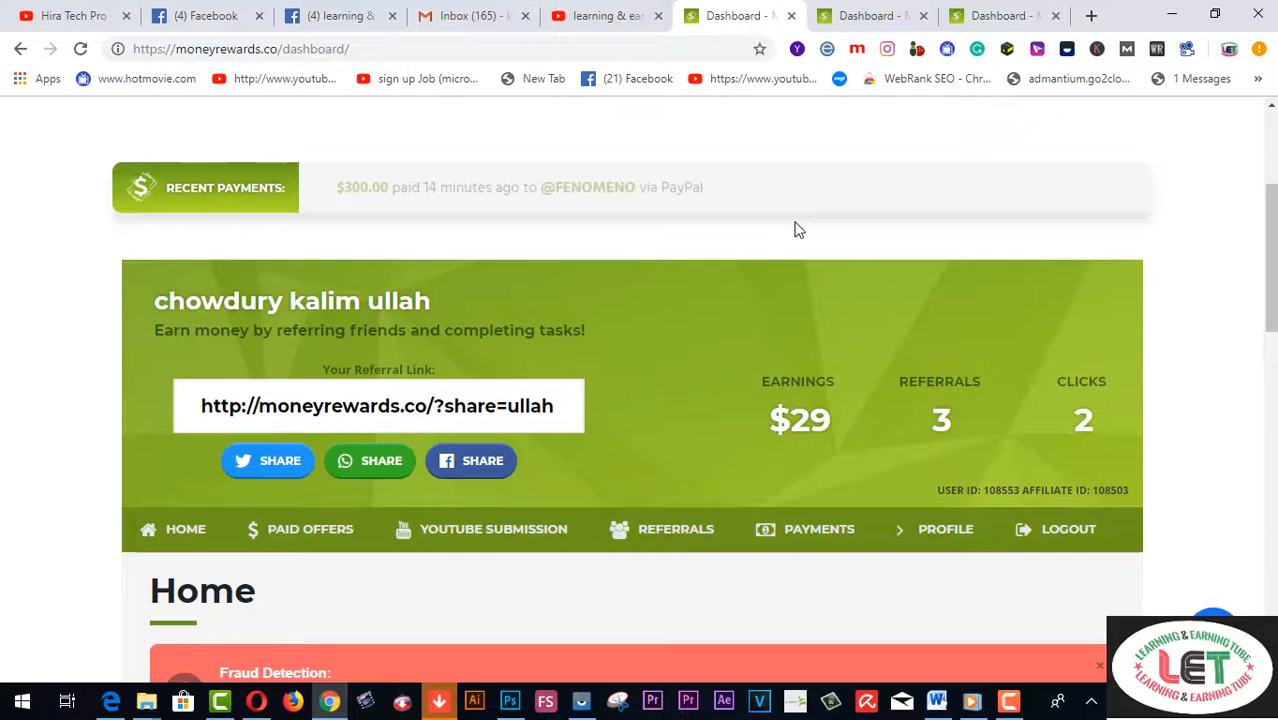 Hira Tech Pro
(4) Facebook
(4) learning &
Inbox (165) -
learning & ea
Dashboard - M
Dashboard - M
Dashboard - M
https://moneyrewards.co/dashboard/
Apps
www.hotmovie.com
http://www.youtub...
sign up Job (micro...
New Tab
(21) Facebook
https://www.youtub...
WebRank SEO - Chr...
admantium.go2clo...
1 Messages
»
RECENT PAYMENTS:
$300.00 paid 14 minutes ago to @FENOMENO via PayPal
chowdury kalim ullah
Earn money by referring friends and completing tasks!
Your Referral Link:
http://moneyrewards.co/?share=ullah
SHARE
SHARE
SHARE
EARNINGS
REFERRALS
CLICKS
$29
3
2
USER ID: 108553 AFFILIATE ID: 108503
HOME
PAID OFFERS
YOUTUBE SUBMISSION
REFERRALS
PAYMENTS
PROFILE
LOGOUT
Home
Fraud Detection:
LEARNING & EARNING TUBE
LET
LEARNING & EARNING TUBE